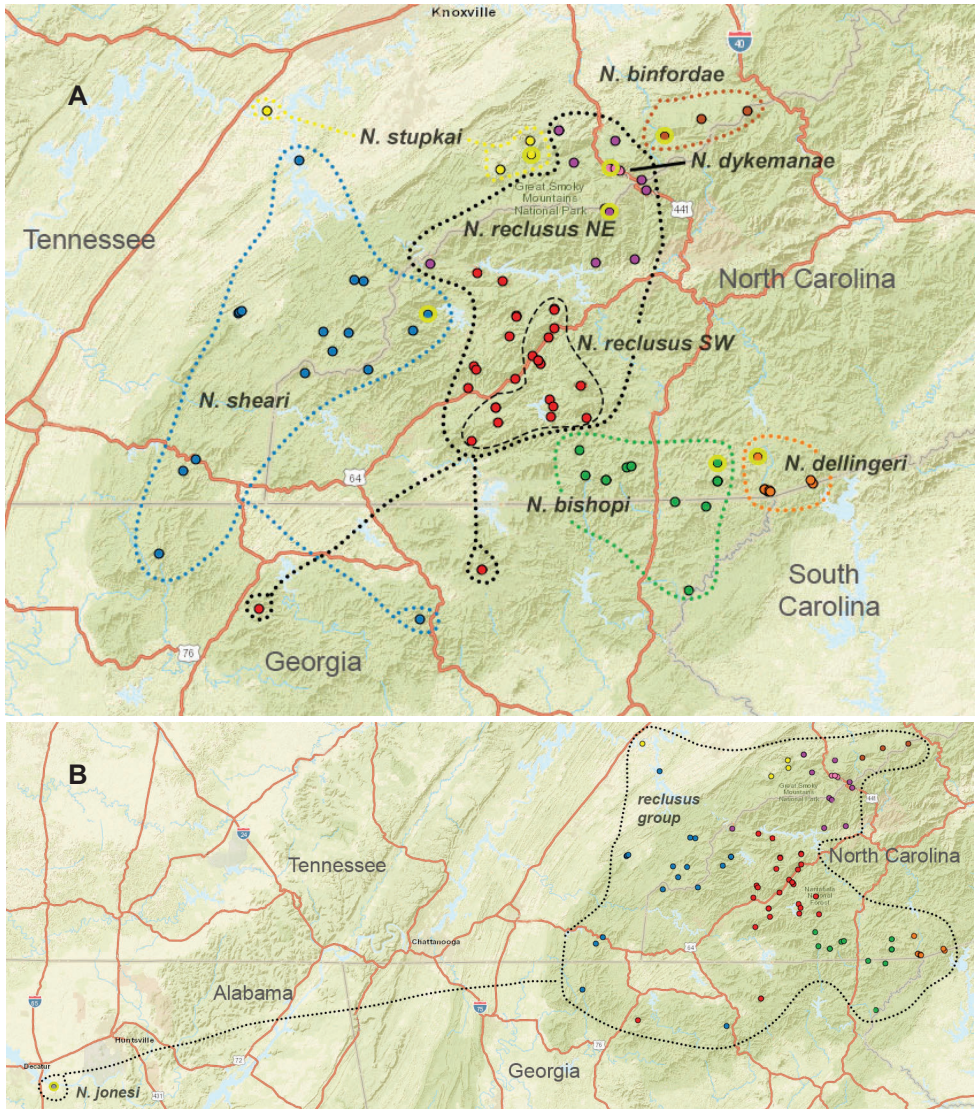 Knoxville
40
A
N. binfordae
N. stupkai
N. dykemanae
Great Smoky
Mountains
National Park
441
Tennessee
N. reclusus NE
North Carolina
N. reclusus SW
N. sheari
64
N. dellingeri
N. bishopi
South
Carolina
76
Georgia
B
reclusus
group
Great Smoky
Mountains
National Park
441
24
Tennessee
North Carolina
Nantahala
National
Forest
Chattanooga
64
Alabama
65
75
Huntsville
Decatur
72
76
Georgia
N. jonesi
431